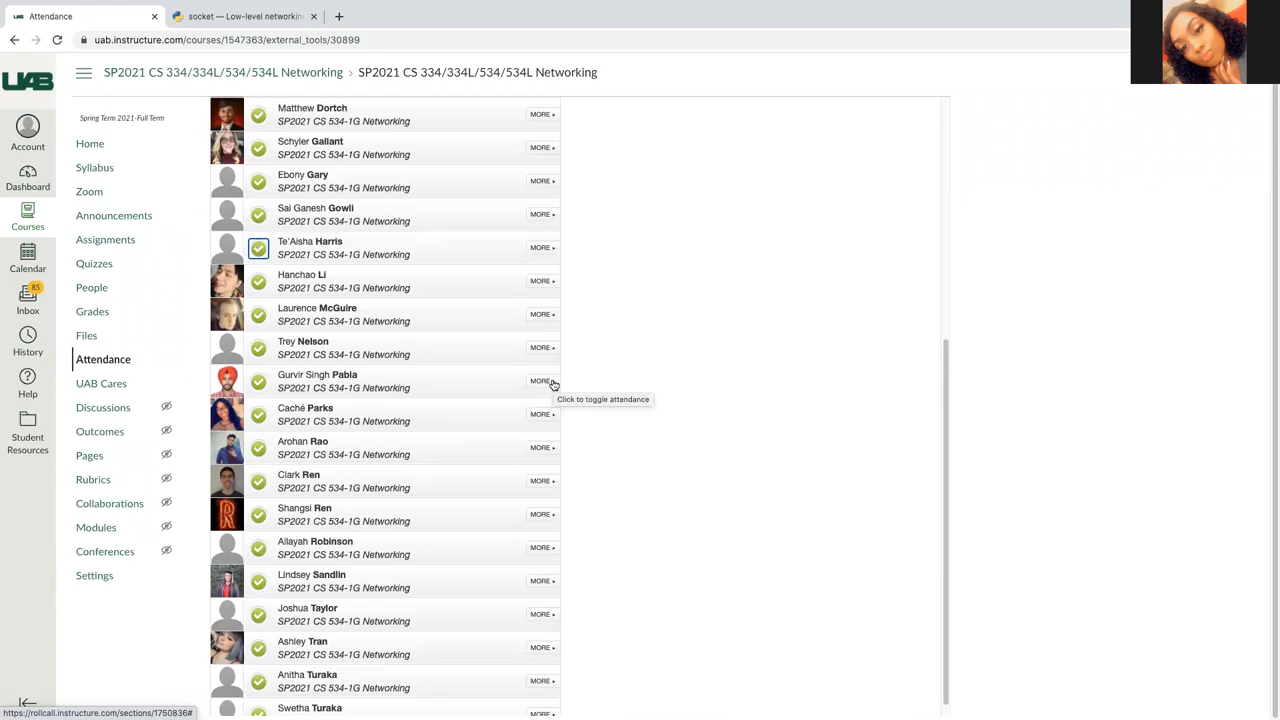 Attendance
socket — Low-level networkin
uab.instructure.com/courses/1547363/external_tools/30899
UAB
SP2021 CS 334/334L/534/534L Networking › SP2021 CS 334/334L/534/534L Networking
Account
Dashboard
Courses
Calendar
85
Inbox
History
Help
Student
Resources
Spring Term 2021-Full Term
Home
Syllabus
Zoom
Announcements
Assignments
Quizzes
People
Grades
Files
Attendance
UAB Cares
Discussions
Outcomes
Pages
Rubrics
Collaborations
Modules
Conferences
Settings
Matthew Dortch
SP2021 CS 534-1G Networking
MORE
Schyler Gallant
SP2021 CS 534-1G Networking
MORE
Ebony Gary
SP2021 CS 534-1G Networking
MORE
Sai Ganesh Gowli
SP2021 CS 534-1G Networking
MORE
Te'Aisha Harris
SP2021 CS 534-1G Networking
MORE
Hanchao Li
SP2021 CS 534-1G Networking
MORE
Laurence McGuire
SP2021 CS 534-1G Networking
MORE
Trey Nelson
SP2021 CS 534-1G Networking
MORE
Gurvir Singh Pabla
SP2021 CS 534-1G Networking
MORE
Click to toggle attendance
Caché Parks
SP2021 CS 534-1G Networking
MORE
Arohan Rao
SP2021 CS 534-1G Networking
MORE
Clark Ren
SP2021 CS 534-1G Networking
MORE
R
Shangsi Ren
SP2021 CS 534-1G Networking
MORE
Allayah Robinson
SP2021 CS 534-1G Networking
MORE
Lindsey Sandlin
SP2021 CS 534-1G Networking
MORE
Joshua Taylor
SP2021 CS 534-1G Networking
MORE
Ashley Tran
SP2021 CS 534-1G Networking
MORE
Anitha Turaka
SP2021 CS 534-1G Networking
MORE
Swetha Turaka
MORE
https://rollcall.instructure.com/sections/1750836#